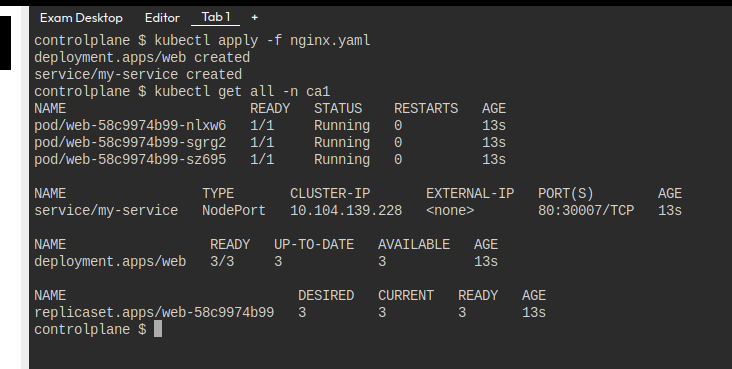 Exam Desktop Editor Tab 1 +
controlplane $ kubectl apply -f nginx.yaml
deployment.apps/web created
service/my-service created
controlplane $ kubectl get all -n ca1
NAME READY STATUS RESTARTS AGE
pod/web-58c9974b99-nlxw6 1/1 Running 0 13s
pod/web-58c9974b99-sgrg2 1/1 Running 0 13s
pod/web-58c9974b99-sz695 1/1 Running 0 13s
NAME TYPE CLUSTER-IP EXTERNAL-IP PORT(S) AGE
service/my-service NodePort 10.104.139.228 <none> 80:30007/TCP 13s
NAME READY UP-TO-DATE AVAILABLE AGE
deployment.apps/web 3/3 3 3 13s
NAME DESIRED CURRENT READY AGE
replicaset.apps/web-58c9974b99 3 3 3 13s
controlplane $